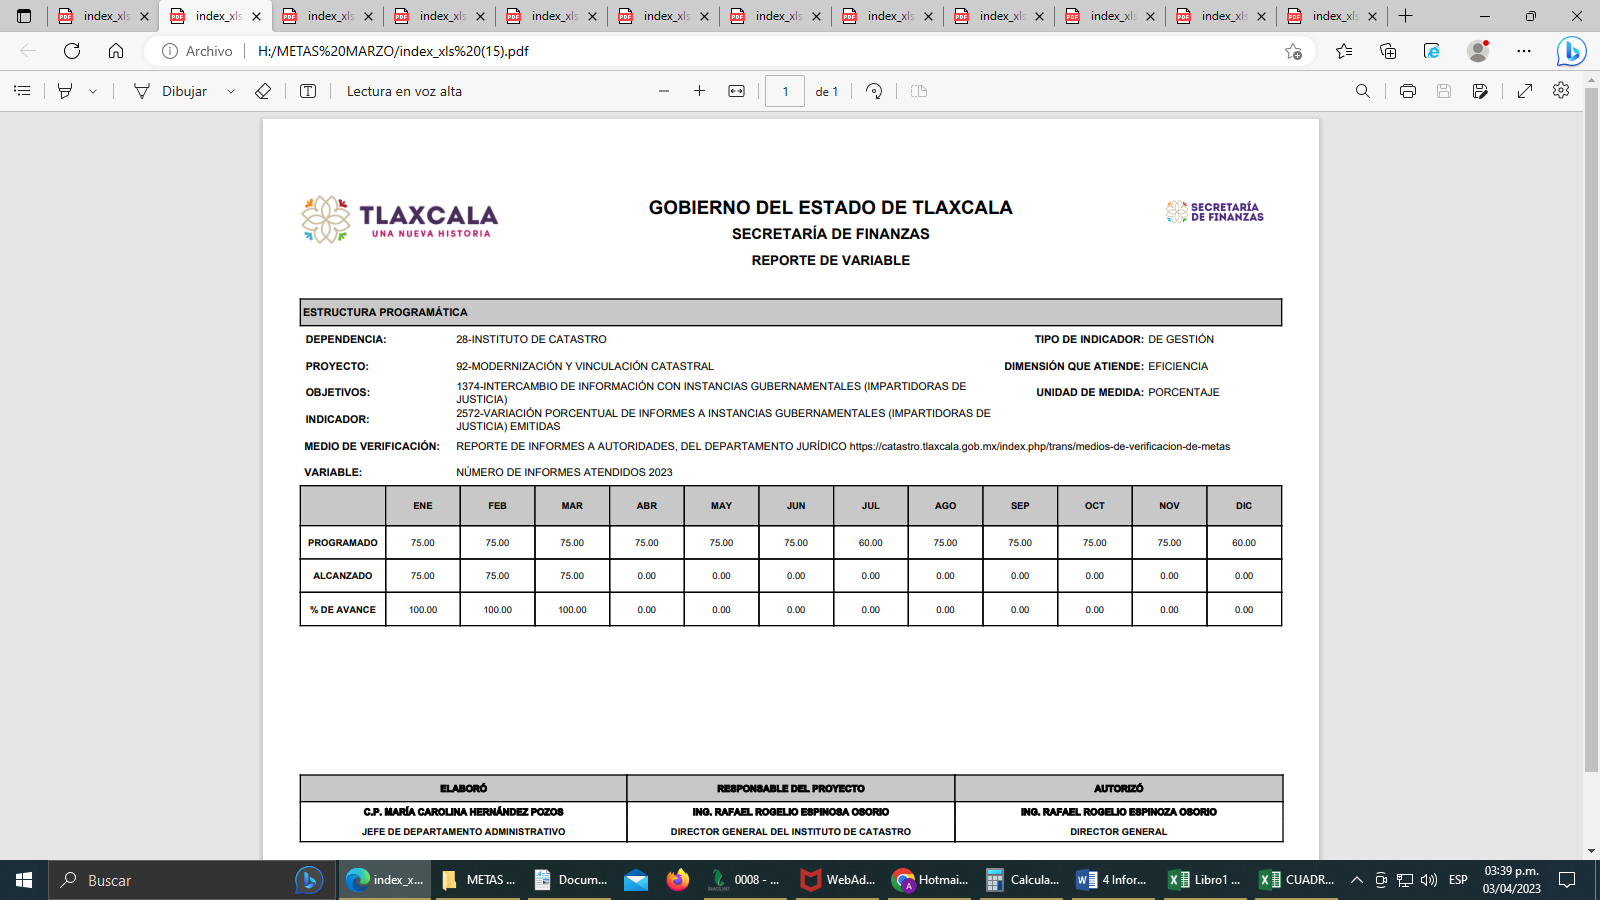 index_xls index_xls index_xls index_xls index_xls index_xls index_xls index_xls index_xls index_xls index_xls index_xls
Archivo H:/METAS%20MARZO/index_xls%20(15).pdf
Dibujar Lectura en voz alta 1 de 1
TLAXCALA
UNA NUEVA HISTORIA
GOBIERNO DEL ESTADO DE TLAXCALA
SECRETARÍA DE FINANZAS
REPORTE DE VARIABLE
SECRETARÍA
DE FINANZAS
ESTRUCTURA PROGRAMÁTICA
DEPENDENCIA: 28-INSTITUTO DE CATASTRO TIPO DE INDICADOR: DE GESTIÓN
PROYECTO: 92-MODERNIZACIÓN Y VINCULACIÓN CATASTRAL DIMENSIÓN QUE ATIENDE: EFICIENCIA
OBJETIVOS: 1374-INTERCAMBIO DE INFORMACIÓN CON INSTANCIAS GUBERNAMENTALES (IMPARTIDORAS DE
JUSTICIA) UNIDAD DE MEDIDA: PORCENTAJE
INDICADOR: 2572-VARIACIÓN PORCENTUAL DE INFORMES A INSTANCIAS GUBERNAMENTALES (IMPARTIDORAS DE
JUSTICIA) EMITIDAS
MEDIO DE VERIFICACIÓN: REPORTE DE INFORMES A AUTORIDADES, DEL DEPARTAMENTO JURÍDICO https://catastro.tlaxcala.gob.mx/index.php/trans/medios-de-verificacion-de-metas
VARIABLE: NÚMERO DE INFORMES ATENDIDOS 2023
ENE FEB MAR ABR MAY JUN JUL AGO SEP OCT NOV DIC
PROGRAMADO 75.00 75.00 75.00 75.00 75.00 75.00 60.00 75.00 75.00 75.00 75.00 60.00
ALCANZADO 75.00 75.00 75.00 0.00 0.00 0.00 0.00 0.00 0.00 0.00 0.00 0.00
% DE AVANCE 100.00 100.00 100.00 0.00 0.00 0.00 0.00 0.00 0.00 0.00 0.00 0.00
ELABORÓ RESPONSABLE DEL PROYECTO AUTORIZÓ
C.P. MARÍA CAROLINA HERNÁNDEZ POZOS ING. RAFAEL ROGELIO ESPINOSA OSORIO ING. RAFAEL ROGELIO ESPINOZA OSORIO
JEFE DE DEPARTAMENTO ADMINISTRATIVO DIRECTOR GENERAL DEL INSTITUTO DE CATASTRO DIRECTOR GENERAL
Buscar index_x... METAS ... Docum... 0008 - ... WebAd... Hotmai... Calcula... 4 Infor... Libro1 ... CUADR... ESP 03:39 p.m.
03/04/2023